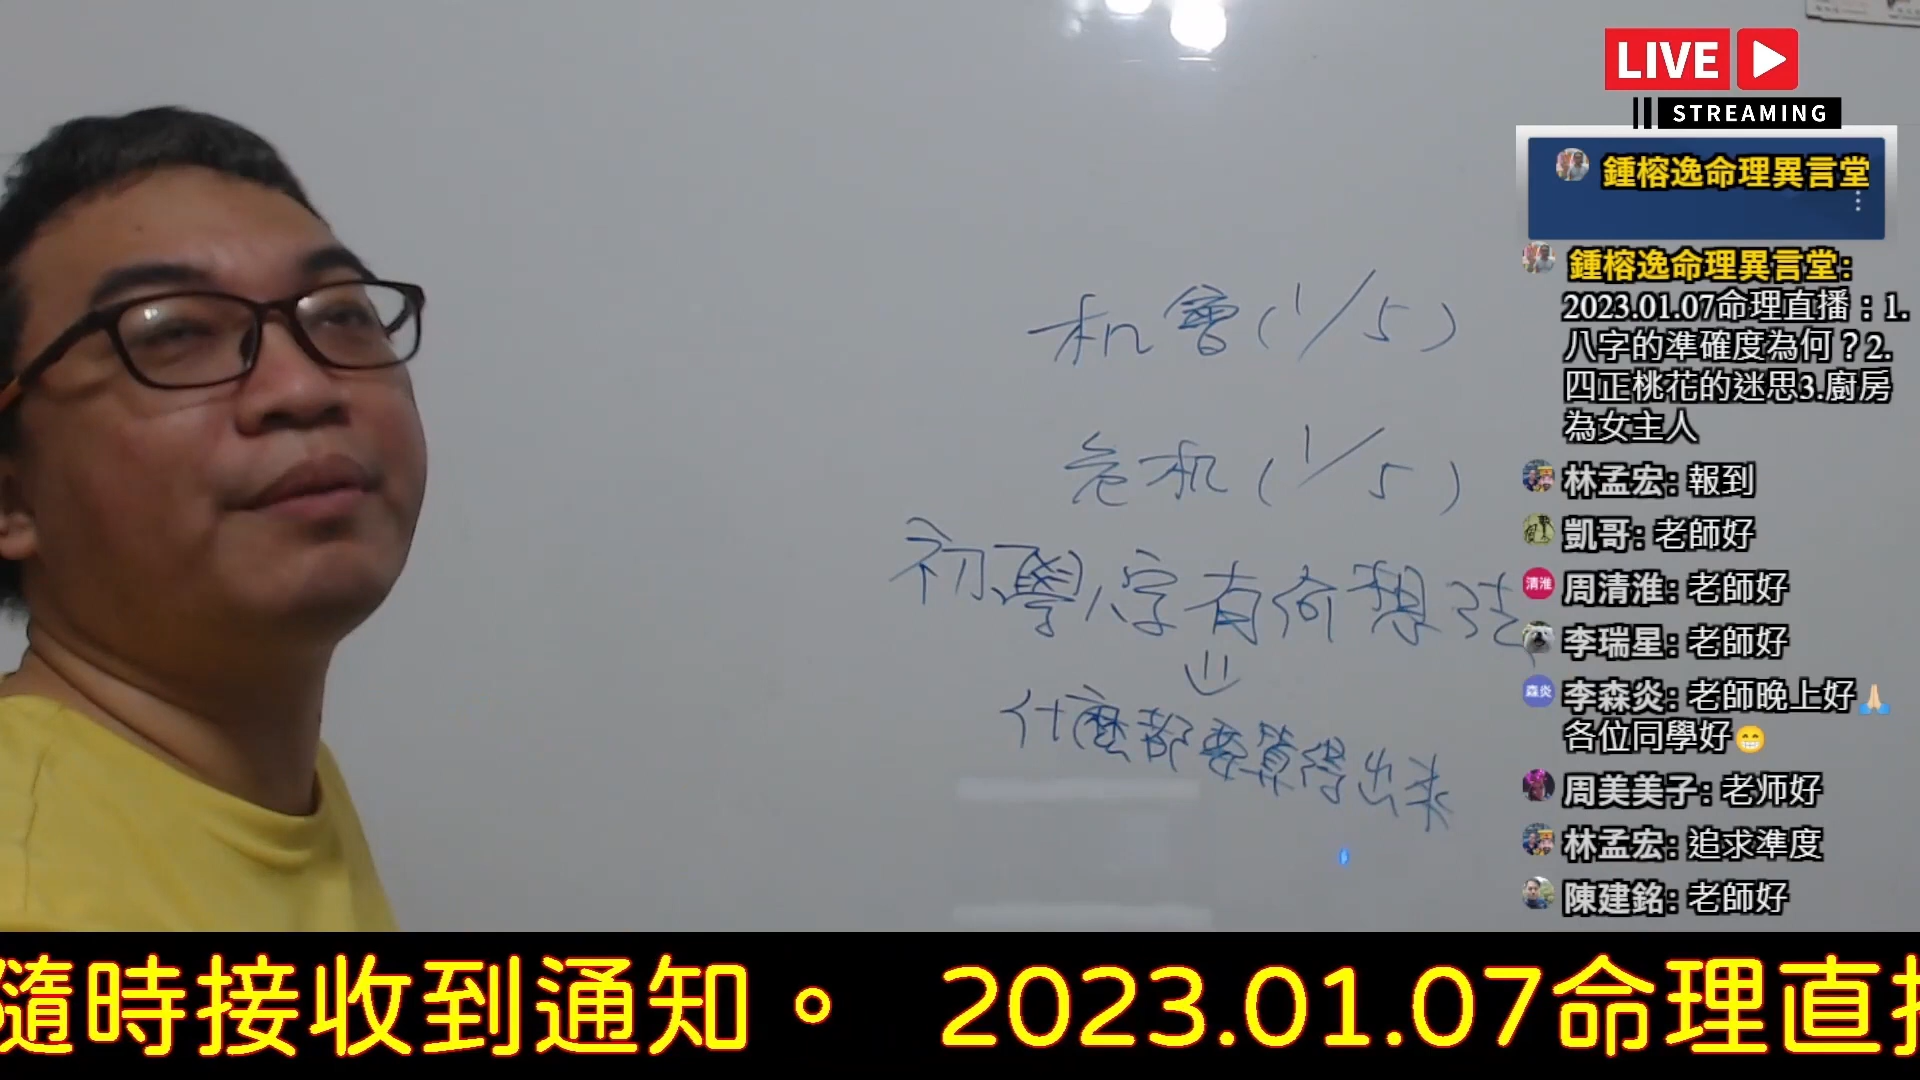 LIVE
STREAMING
鍾榕逸命理異言堂
鍾榕逸命理異言堂:
2023.01.07命理直播：1.
八字的準確度為何？2.
四正桃花的迷思3.廚房
為女主人
林孟宏: 報到
凱哥: 老師好
清淮
周清淮: 老師好
李瑞星: 老師好
森炎
李森炎: 老師晚上好🙏🏻
各位同學好😁
周美美子: 老师好
林孟宏: 追求準度
陳建銘: 老師好
机會(1/5)
危机(1/5)
初學八字有何想法
什麼都要算得出來
隨時接收到通知。 2023.01.07命理直播